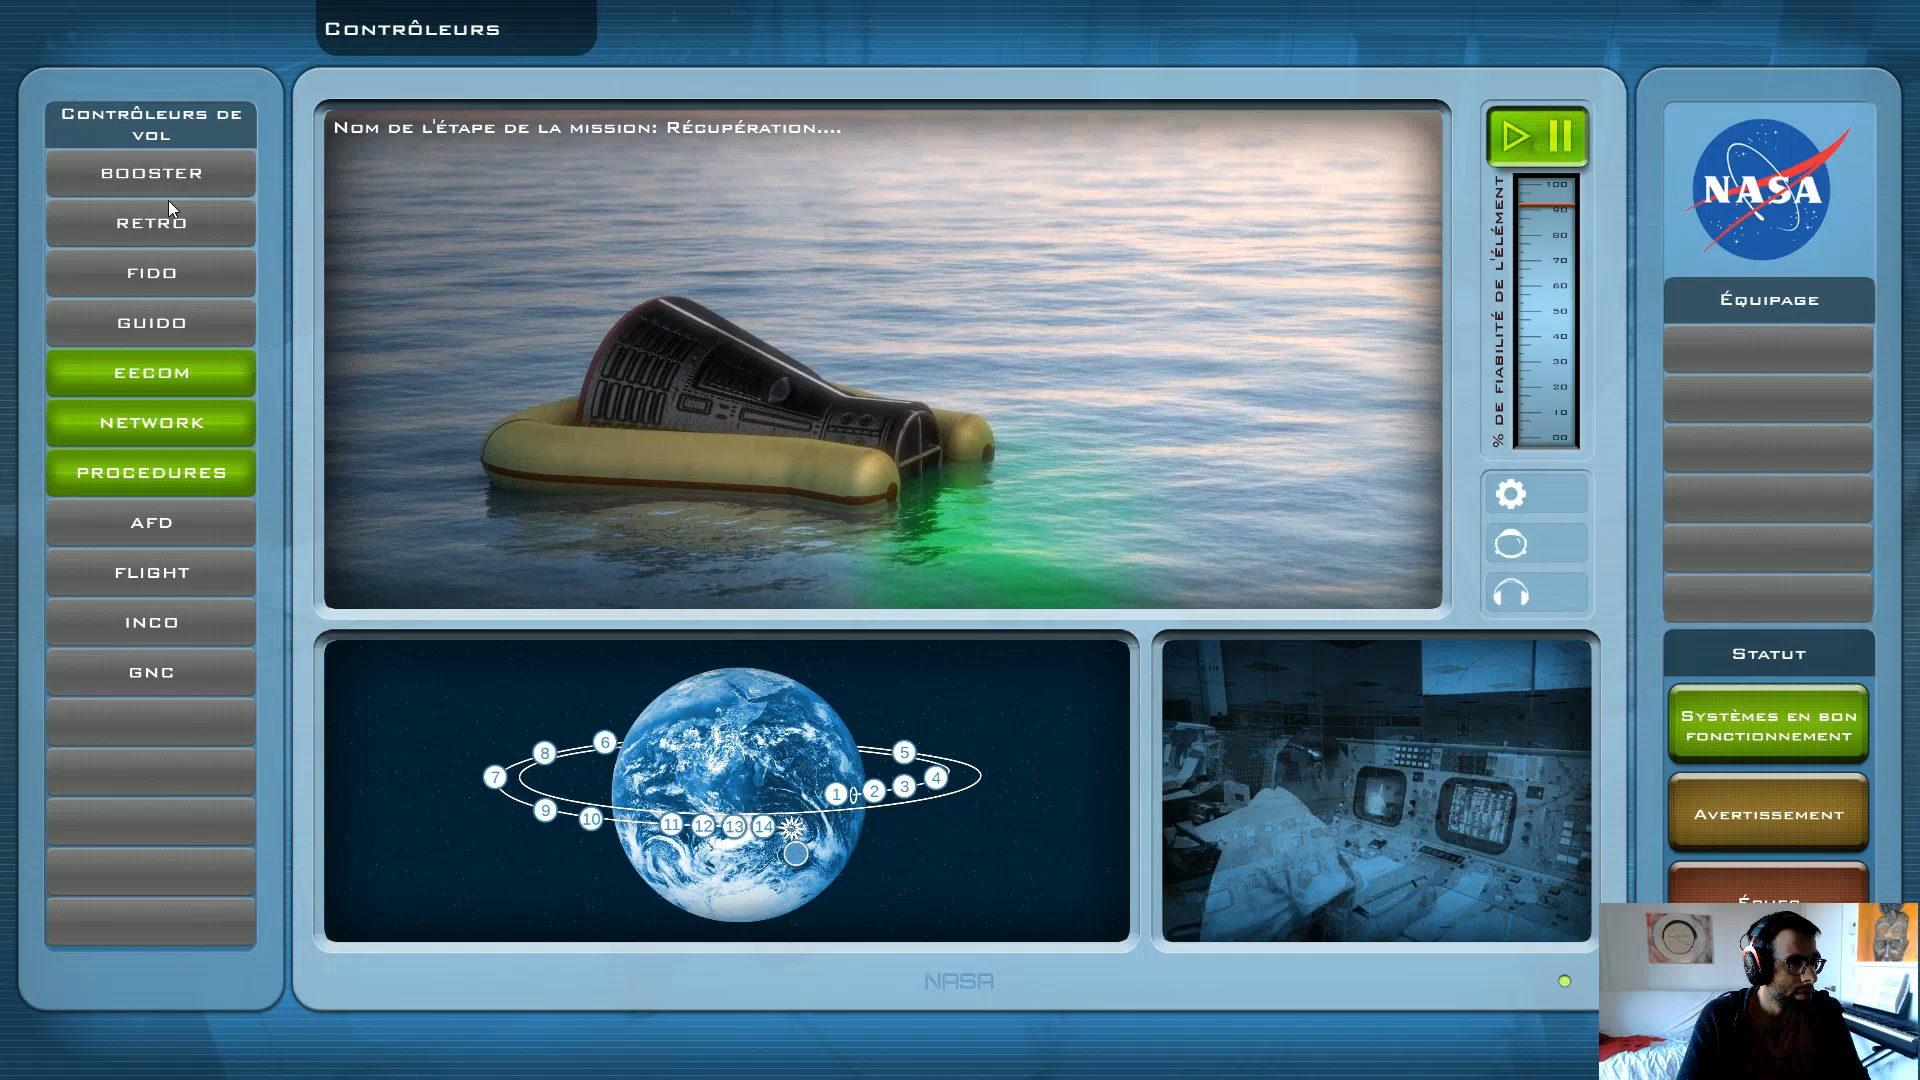 Contrôleurs
Contrôleurs de
vol
BOOSTER
RETRO
FIDO
GUIDO
EECOM
NETWORK
PROCEDURES
AFD
FLIGHT
INCO
GNC
Nom de l'étape de la mission: Récupération....
% de fiabilité de l'élément
100
90
80
70
60
50
40
30
20
10
00
NASA
Équipage
Statut
Systèmes en bon
fonctionnement
Avertissement
6
8
7
9
10
5
4
3
2
1
11
12
13
14
NASA